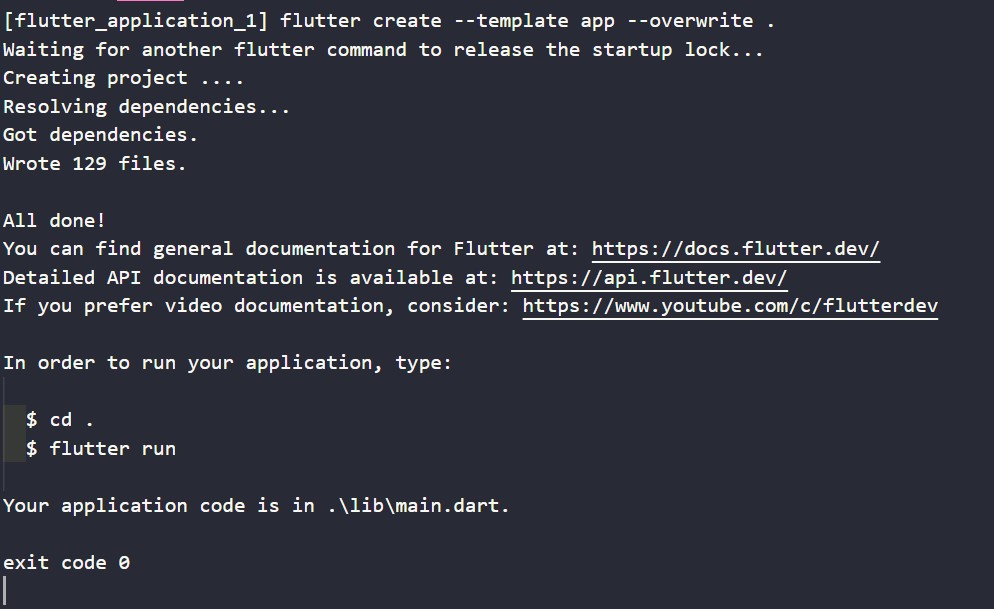 [flutter_application_1] flutter create --template app --overwrite .
Waiting for another flutter command to release the startup lock...
Creating project ....
Resolving dependencies...
Got dependencies.
Wrote 129 files.
All done!
You can find general documentation for Flutter at: https://docs.flutter.dev/
Detailed API documentation is available at: https://api.flutter.dev/
If you prefer video documentation, consider: https://www.youtube.com/c/flutterdev
In order to run your application, type:
$ cd .
$ flutter run
Your application code is in .\lib\main.dart.
exit code 0